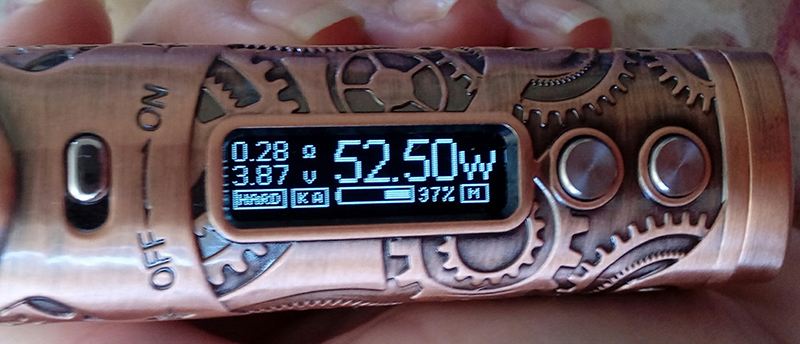 ON
OFF
0.28 Ω
3.87 V
52.50W
HARD KA 37% M